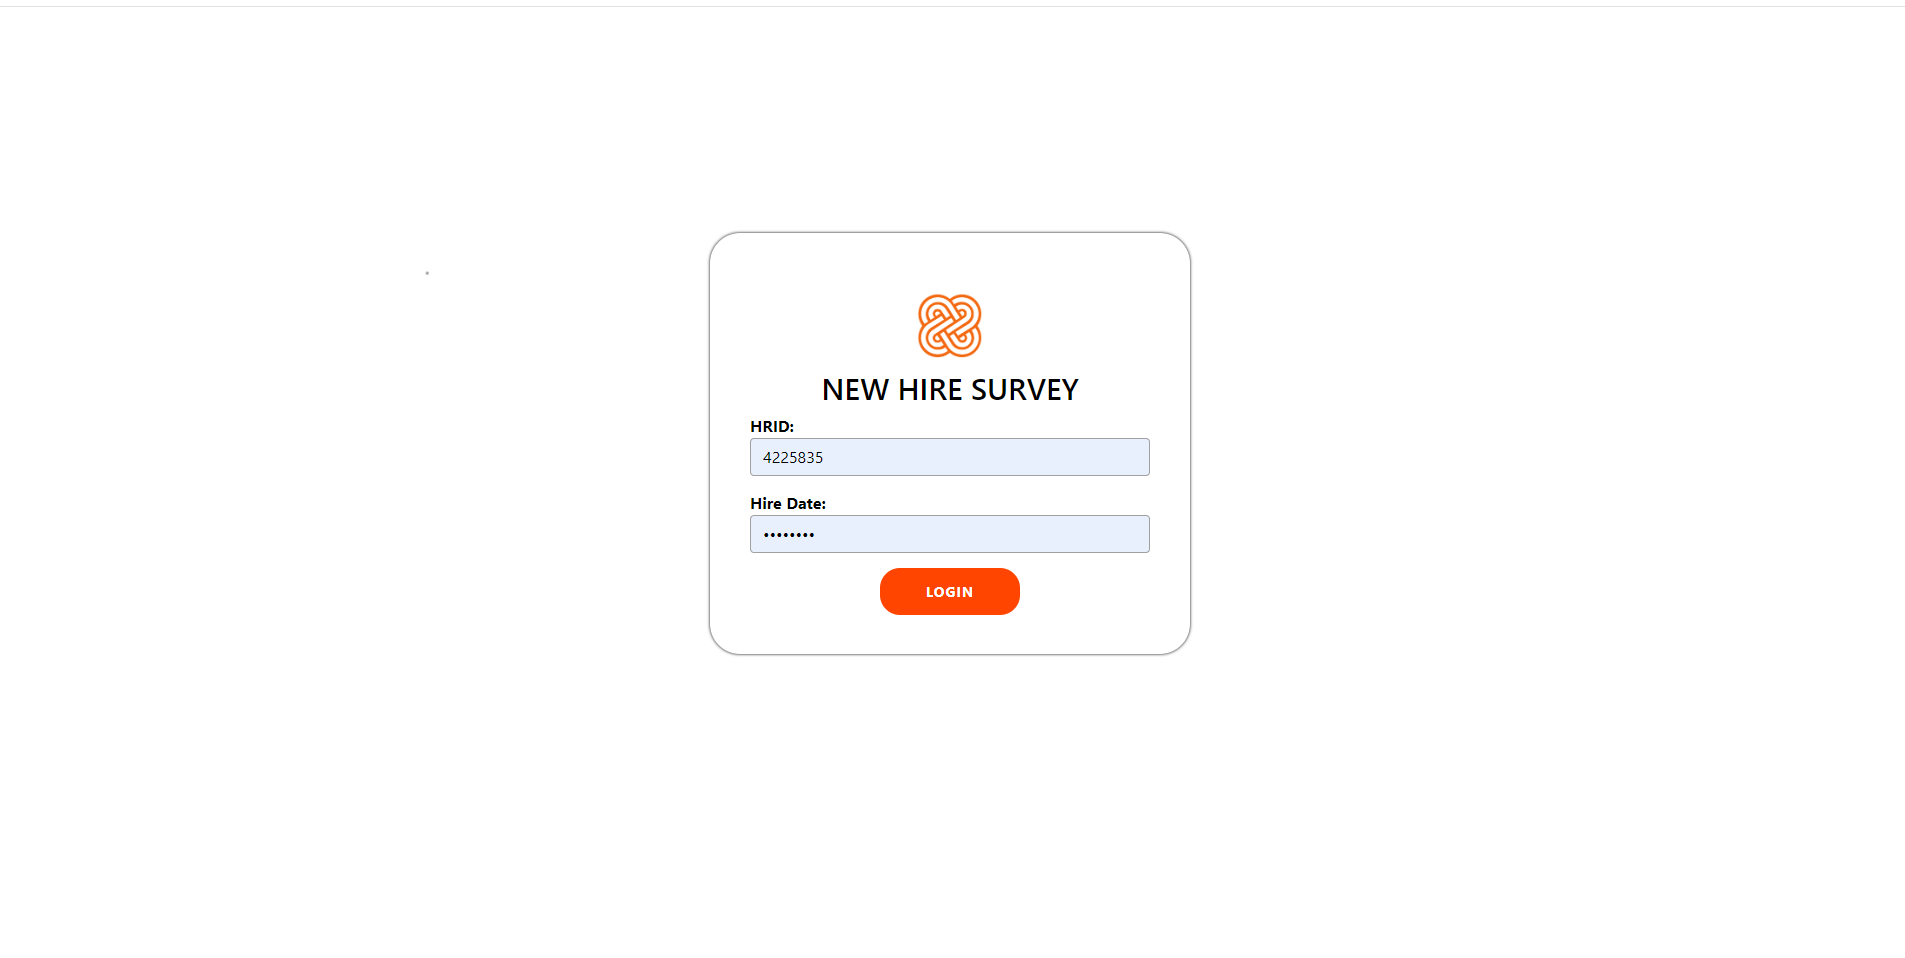 NEW HIRE SURVEY
HRID:
4225835
Hire Date:
••••••••
LOGIN